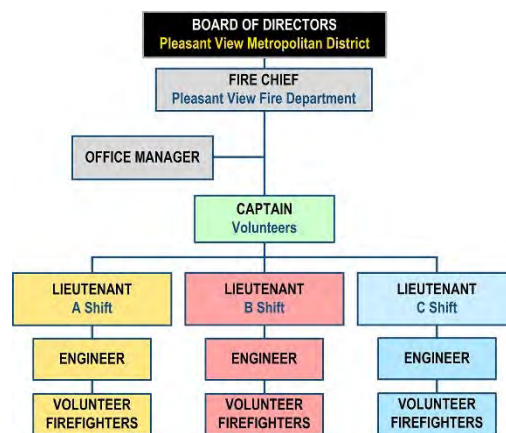 BOARD OF DIRECTORS
Pleasant View Metropolitan District
FIRE CHIEF
Pleasant View Fire Department
OFFICE MANAGER
CAPTAIN
Volunteers
LIEUTENANT
A Shift
LIEUTENANT
B Shift
LIEUTENANT
C Shift
ENGINEER
ENGINEER
ENGINEER
VOLUNTEER
FIREFIGHTERS
VOLUNTEER
FIREFIGHTERS
VOLUNTEER
FIREFIGHTERS